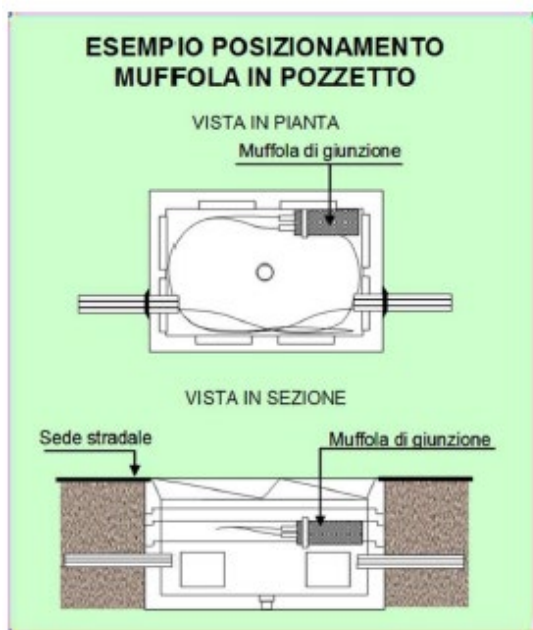 ESEMPIO POSIZIONAMENTO
MUFFOLA IN POZZETTO
VISTA IN PIANTA
Muffola di giunzione
VISTA IN SEZIONE
Sede stradale
Muffola di giunzione